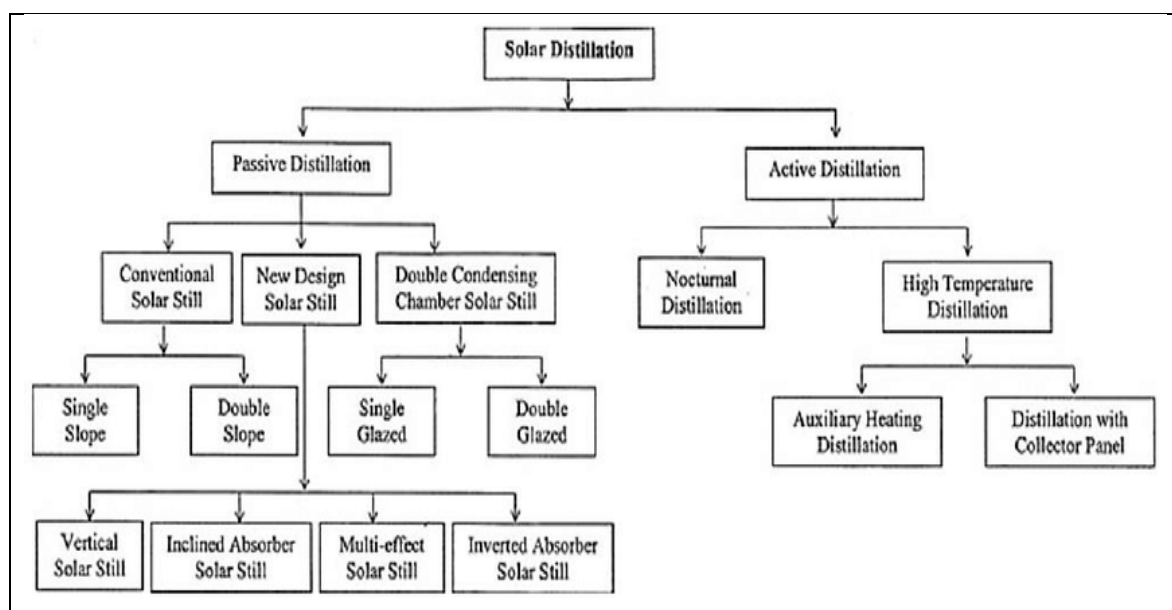 Solar Distillation
Passive Distillation
Active Distillation
Conventional
Solar Still
New Design
Solar Still
Double Condensing
Chamber Solar Still
Nocturnal
Distillation
High Temperature
Distillation
Single
Slope
Double
Slope
Single
Glazed
Double
Glazed
Auxiliary Heating
Distillation
Distillation with
Collector Panel
Vertical
Solar Still
Inclined Absorber
Solar Still
Multi-effect
Solar Still
Inverted Absorber
Solar Still